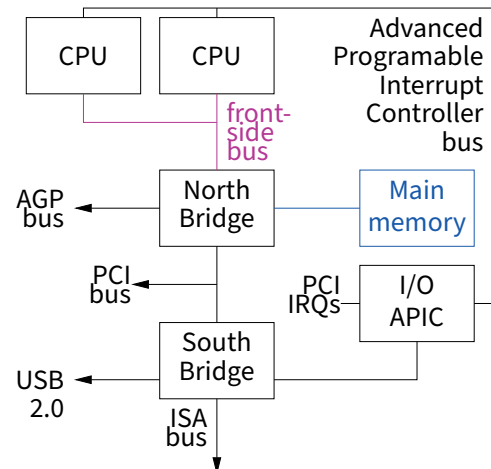 CPU
CPU
Advanced
Programable
Interrupt
Controller
bus
front-
side
bus
AGP
bus
North
Bridge
Main
memory
PCI
bus
PCI
IRQs
I/O
APIC
South
Bridge
USB
2.0
ISA
bus